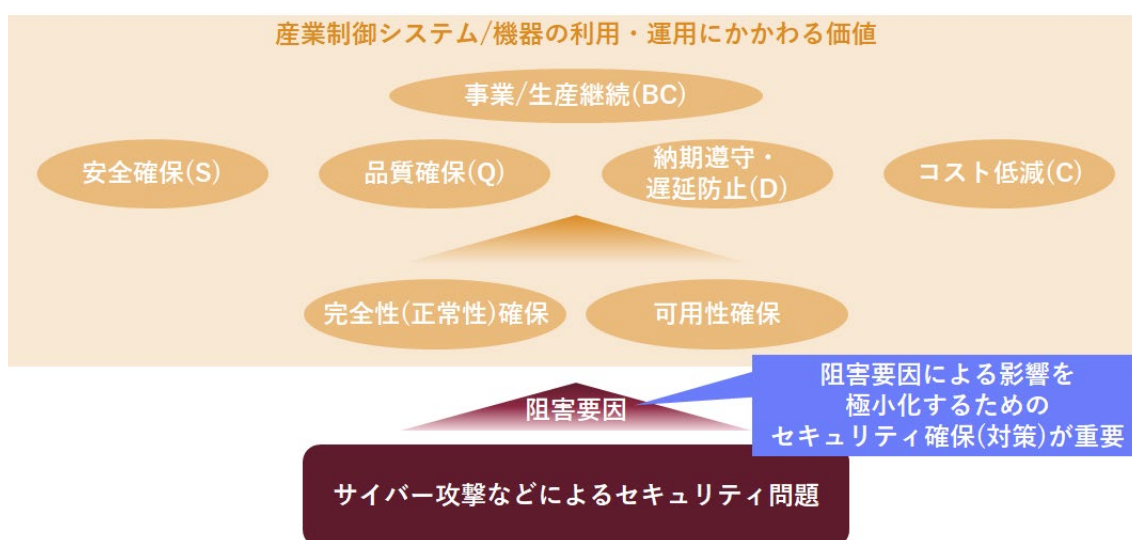 産業制御システム/機器の利用・運用にかかわる価値
事業/生産継続(BC)
安全確保(S)
品質確保(Q)
納期遵守・
遅延防止(D)
コスト低減(C)
完全性(正常性)確保
可用性確保
阻害要因
阻害要因による影響を
極小化するための
セキュリティ確保(対策)が重要
サイバー攻撃などによるセキュリティ問題